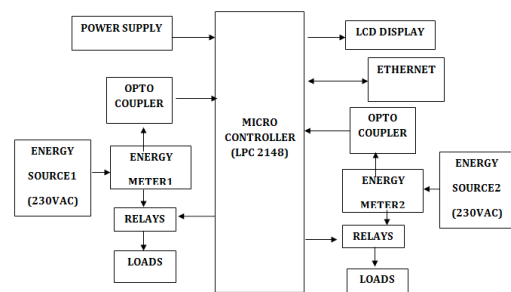 POWER SUPPLY
LCD DISPLAY
ETHERNET
OPTO
COUPLER
MICRO
CONTROLLER
(LPC 2148)
OPTO
COUPLER
ENERGY
SOURCE1
(230VAC)
ENERGY
METER1
ENERGY
SOURCE2
(230VAC)
ENERGY
METER2
RELAYS
RELAYS
LOADS
LOADS